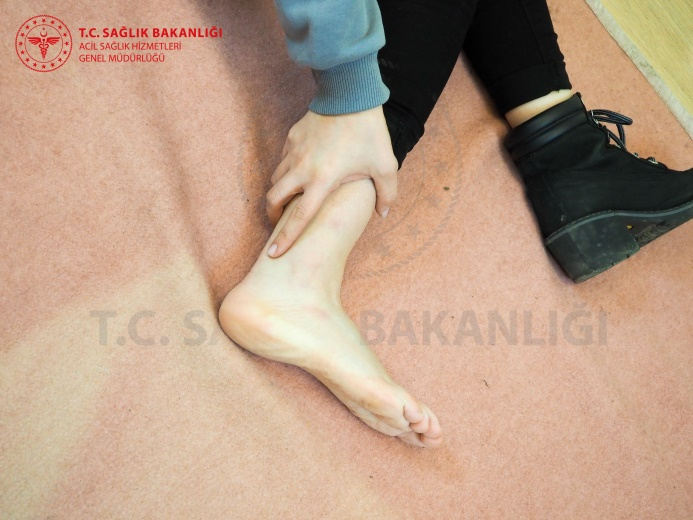 T.C. SAĞLIK BAKANLIĞI
ACİL SAĞLIK HİZMETLERİ
GENEL MÜDÜRLÜĞÜ
T.C. SAĞLIK BAKANLIĞI